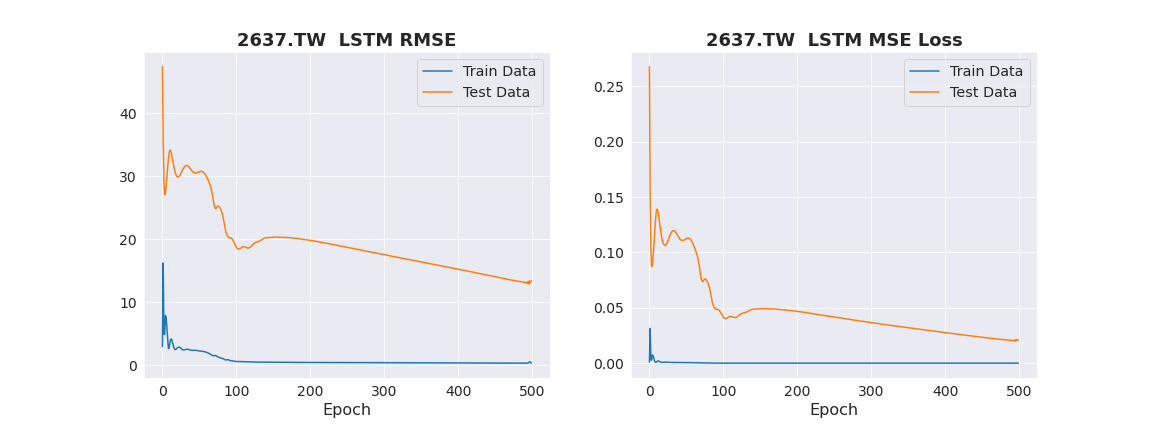 2637.TW  LSTM RMSE
Train Data
Test Data
40
30
20
10
0
0 100 200 300 400 500
Epoch
2637.TW  LSTM MSE Loss
Train Data
Test Data
0.25
0.20
0.15
0.10
0.05
0.00
0 100 200 300 400 500
Epoch